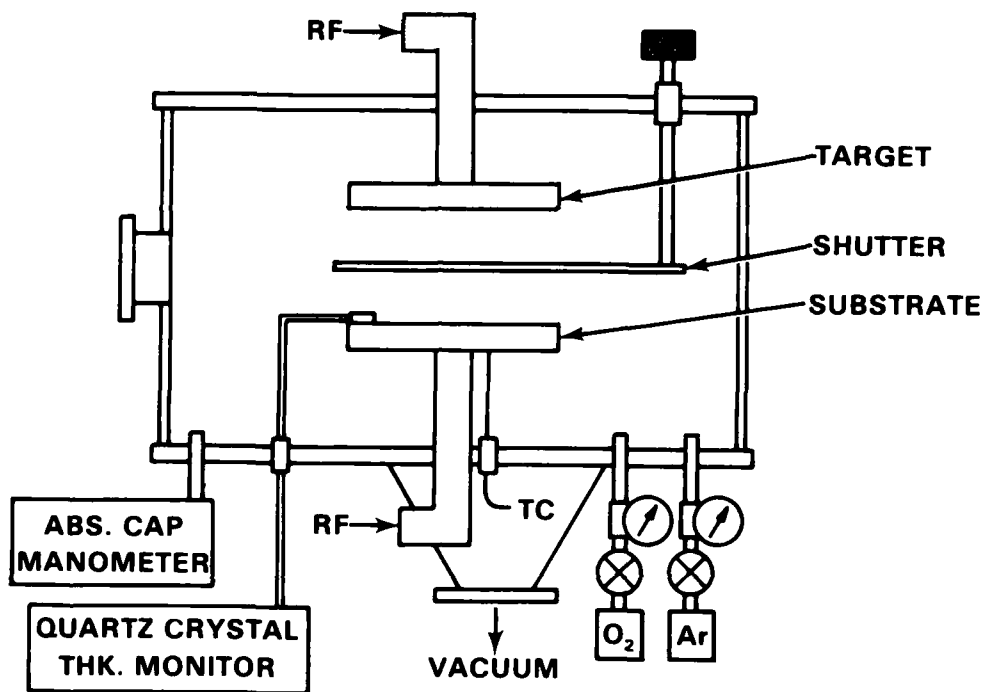 RF
TARGET
SHUTTER
SUBSTRATE
TC
RF
ABS. CAP
MANOMETER
QUARTZ CRYSTAL
THK. MONITOR
VACUUM
O₂
Ar